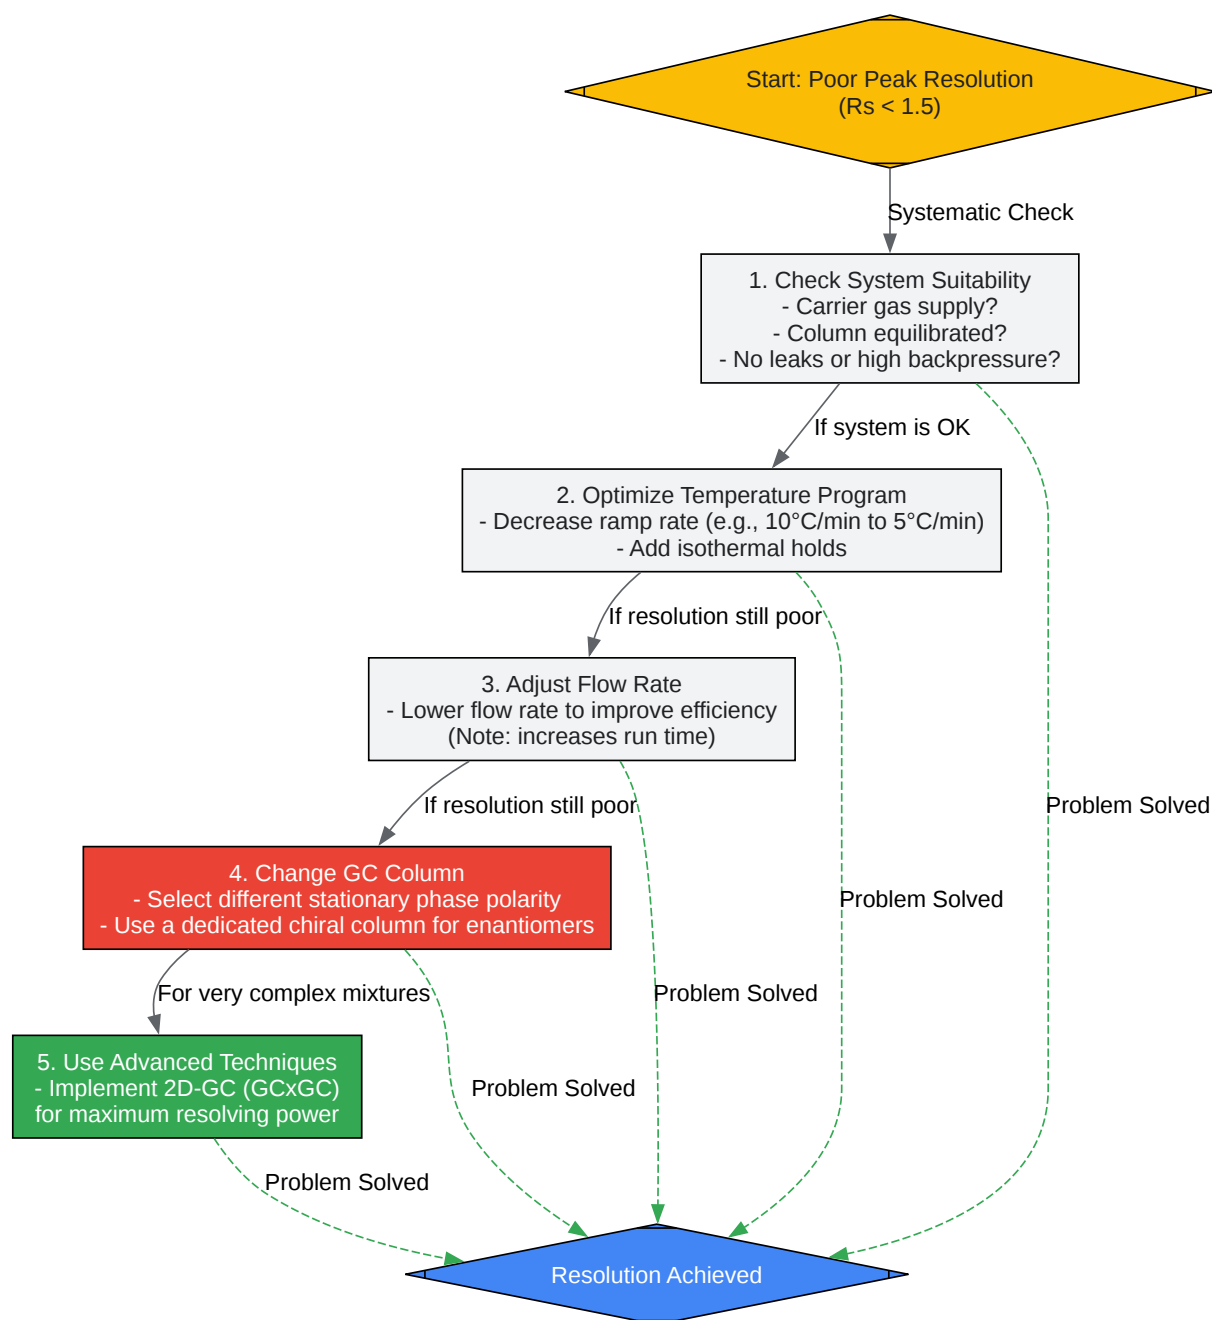 Start: Poor Peak Resolution
(Rs < 1.5)
Systematic Check
1. Check System Suitability
- Carrier gas supply?
- Column equilibrated?
- No leaks or high backpressure?
If system is OK
2. Optimize Temperature Program
- Decrease ramp rate (e.g., 10°C/min to 5°C/min)
- Add isothermal holds
If resolution still poor
3. Adjust Flow Rate
- Lower flow rate to improve efficiency
(Note: increases run time)
If resolution still poor
Problem Solved
4. Change GC Column
- Select different stationary phase polarity
- Use a dedicated chiral column for enantiomers
Problem Solved
For very complex mixtures
Problem Solved
5. Use Advanced Techniques
- Implement 2D-GC (GCxGC)
for maximum resolving power
Problem Solved
Problem Solved
Resolution Achieved